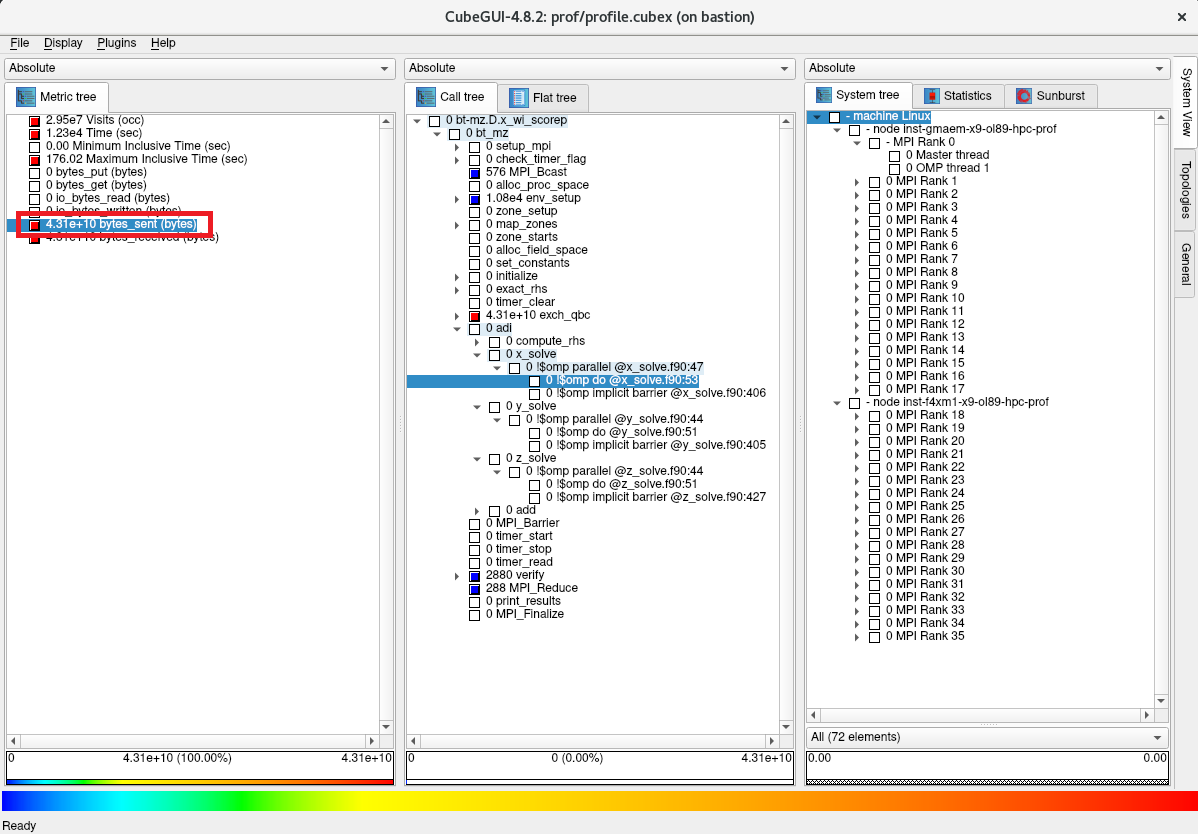 CubeGUI-4.8.2: prof/profile.cubex (on bastion)
File Display Plugins Help
Absolute
Metric tree
2.95e7 Visits (occ)
1.23e4 Time (sec)
0.00 Minimum Inclusive Time (sec)
176.02 Maximum Inclusive Time (sec)
0 bytes_put (bytes)
0 bytes_get (bytes)
0 io_bytes_read (bytes)
0 io_bytes_written (bytes)
4.31e+10 bytes_sent (bytes)
4.31e+10 bytes_received (bytes)
0 4.31e+10 (100.00%) 4.31e+10
Absolute
Call tree Flat tree
0 bt-mz.D.x_wi_scorep
0 bt_mz
0 setup_mpi
0 check_timer_flag
576 MPI_Bcast
0 alloc_proc_space
1.08e4 env_setup
0 zone_setup
0 map_zones
0 zone_starts
0 alloc_field_space
0 set_constants
0 initialize
0 exact_rhs
0 timer_clear
4.31e+10 exch_qbc
0 adi
0 compute_rhs
0 x_solve
0 !$omp parallel @x_solve.f90:47
0 !$omp do @x_solve.f90:53
0 !$omp implicit barrier @x_solve.f90:406
0 y_solve
0 !$omp parallel @y_solve.f90:44
0 !$omp do @y_solve.f90:51
0 !$omp implicit barrier @y_solve.f90:405
0 z_solve
0 !$omp parallel @z_solve.f90:44
0 !$omp do @z_solve.f90:51
0 !$omp implicit barrier @z_solve.f90:427
0 add
0 MPI_Barrier
0 timer_start
0 timer_stop
0 timer_read
2880 verify
288 MPI_Reduce
0 print_results
0 MPI_Finalize
0 0 (0.00%) 4.31e+10
Absolute
System tree Statistics Sunburst
- machine Linux
- node inst-gmaem-x9-ol89-hpc-prof
- MPI Rank 0
0 Master thread
0 OMP thread 1
0 MPI Rank 1
0 MPI Rank 2
0 MPI Rank 3
0 MPI Rank 4
0 MPI Rank 5
0 MPI Rank 6
0 MPI Rank 7
0 MPI Rank 8
0 MPI Rank 9
0 MPI Rank 10
0 MPI Rank 11
0 MPI Rank 12
0 MPI Rank 13
0 MPI Rank 14
0 MPI Rank 15
0 MPI Rank 16
0 MPI Rank 17
- node inst-f4xm1-x9-ol89-hpc-prof
0 MPI Rank 18
0 MPI Rank 19
0 MPI Rank 20
0 MPI Rank 21
0 MPI Rank 22
0 MPI Rank 23
0 MPI Rank 24
0 MPI Rank 25
0 MPI Rank 26
0 MPI Rank 27
0 MPI Rank 28
0 MPI Rank 29
0 MPI Rank 30
0 MPI Rank 31
0 MPI Rank 32
0 MPI Rank 33
0 MPI Rank 34
0 MPI Rank 35
All (72 elements)
0.00 0.00
System View
Topologies
General
Ready